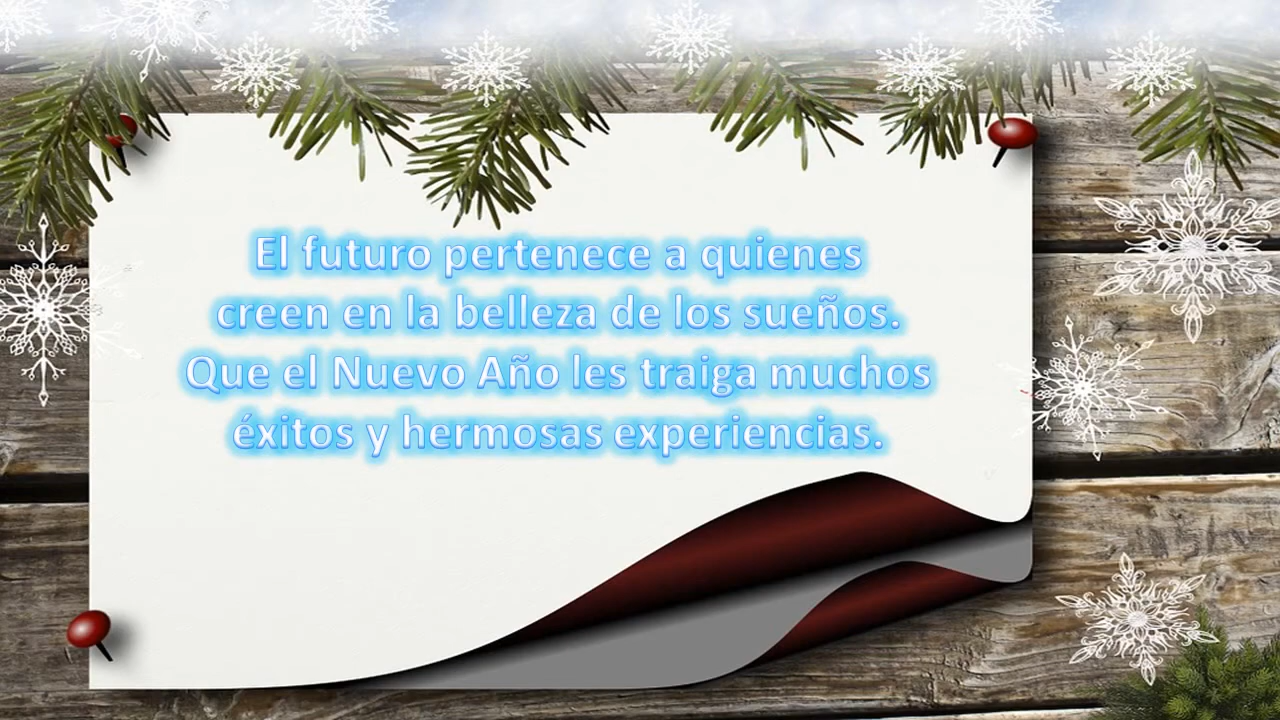 El futuro pertenece a quienes
creen en la belleza de los sueños.
Que el Nuevo Año les traiga muchos
éxitos y hermosas experiencias.